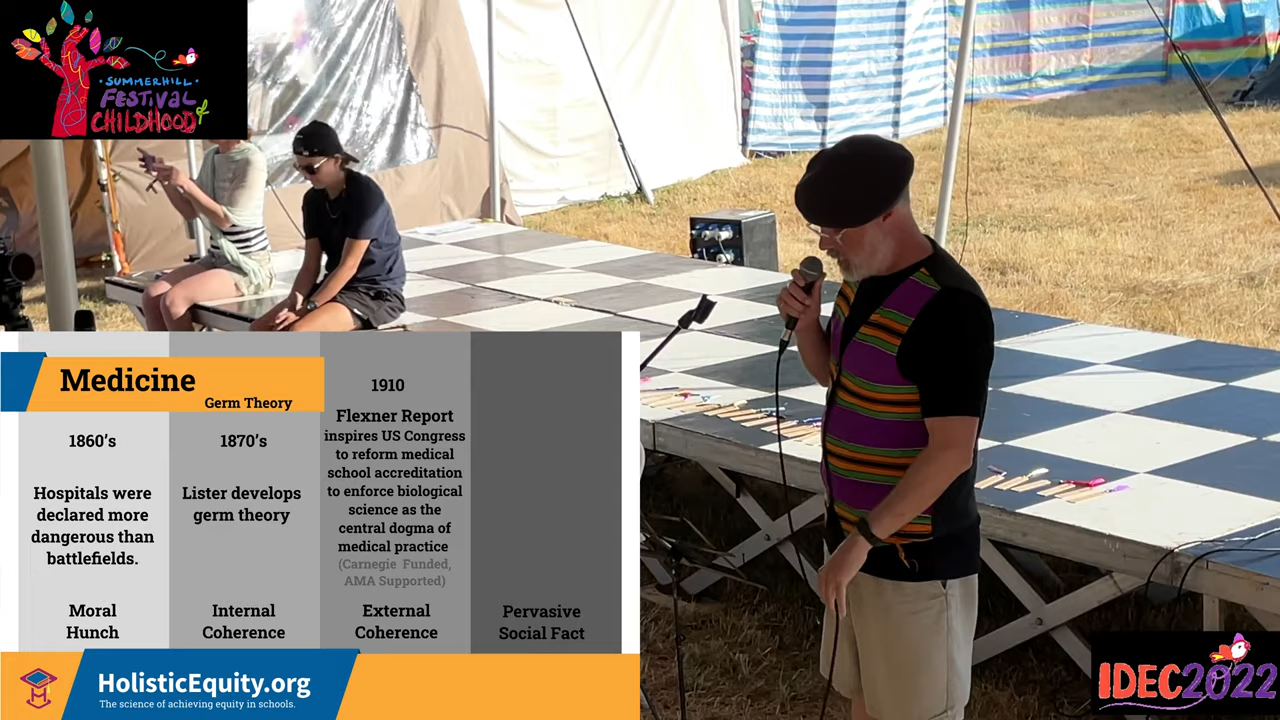 SUMMERHILL
FESTIVAL of
CHILDHOOD
Medicine
Germ Theory
1860's
Hospitals were
declared more
dangerous than
battlefields.
Moral
Hunch
1870's
Lister develops
germ theory
Internal
Coherence
1910
Flexner Report
inspires US Congress
to reform medical
school accreditation
to enforce biological
science as the
central dogma of
medical practice
(Carnegie Funded,
AMA Supported)
External
Coherence
Pervasive
Social Fact
HolisticEquity.org
The science of achieving equity in schools.
IDEC2022